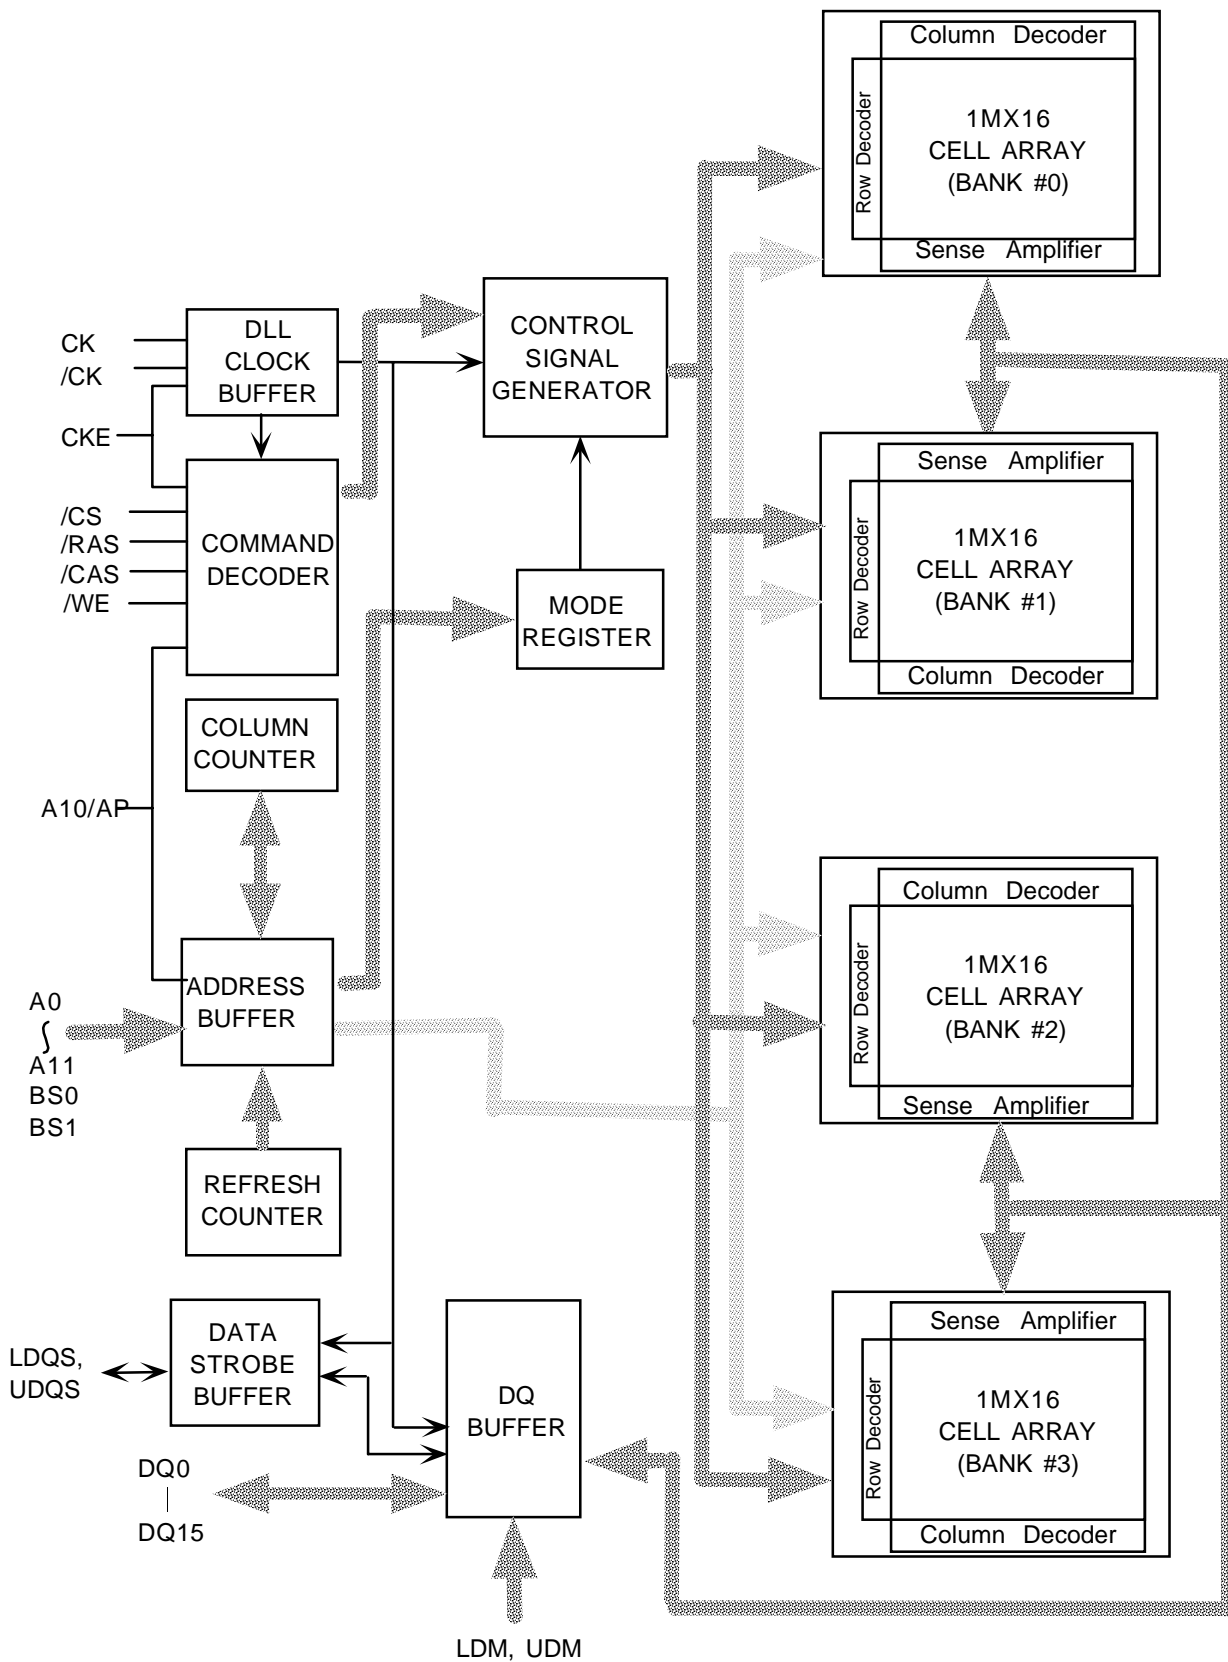 Column Decoder
Row Decoder
1MX16
CELL ARRAY
(BANK #0)
Sense Amplifier
CK
/CK
CKE
DLL
CLOCK
BUFFER
CONTROL
SIGNAL
GENERATOR
/CS
/RAS
/CAS
/WE
COMMAND
DECODER
MODE
REGISTER
Sense Amplifier
Row Decoder
1MX16
CELL ARRAY
(BANK #1)
Column Decoder
COLUMN
COUNTER
A10/AP
Column Decoder
Row Decoder
1MX16
CELL ARRAY
(BANK #2)
Sense Amplifier
ADDRESS
BUFFER
A0
A11
BS0
BS1
REFRESH
COUNTER
DATA
STROBE
BUFFER
LDQS,
UDQS
DQ
BUFFER
DQ0
DQ15
LDM, UDM
Sense Amplifier
Row Decoder
1MX16
CELL ARRAY
(BANK #3)
Column Decoder